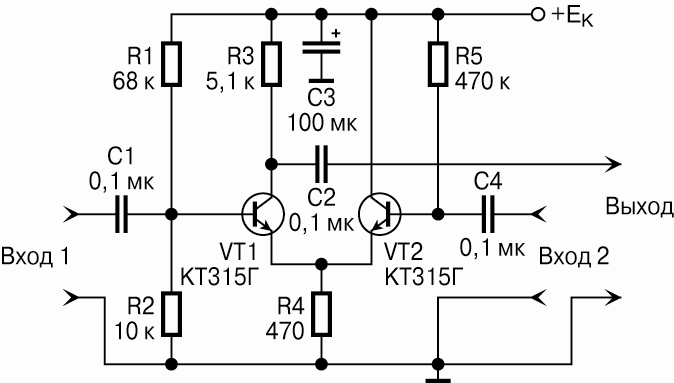 +Eк
R1
68 к
R3
5,1 к
+
C3
100 мк
R5
470 к
C1
0,1 мк
C2
0,1 мк
C4
0,1 мк
Выход
Вход 1
VT1
КТ315Г
VT2
КТ315Г
Вход 2
R2
10 к
R4
470